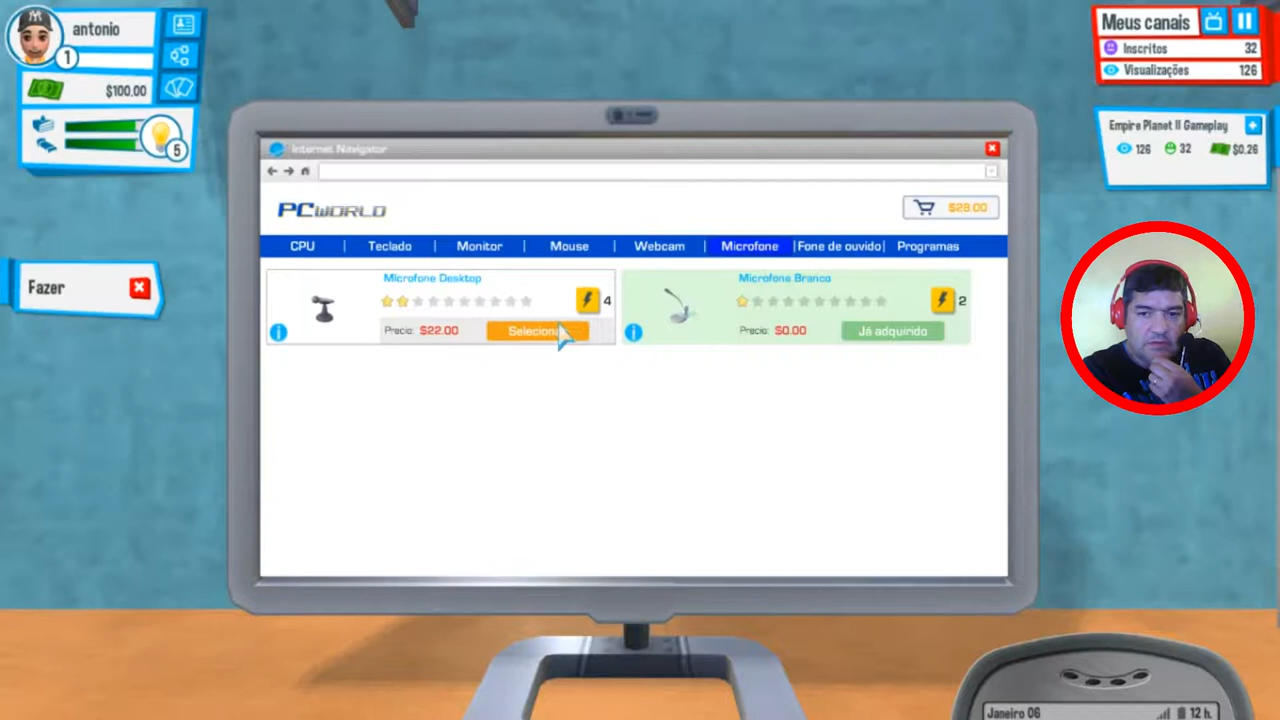 antonio
1
$100.00
5
Meus canais
Inscritos 32
Visualizações 126
Empire Planet II Gameplay
126 32 $0.26
Fazer
Internet Navigator
PCWORLD
$28.00
CPU | Teclado | Monitor | Mouse | Webcam | Microfone | Fone de ouvido | Programas
Microfone Desktop
4
Precio: $22.00 Selecionar
Microfone Branco
2
Precio: $0.00 Já adquirido
Janeiro 06 12 h.